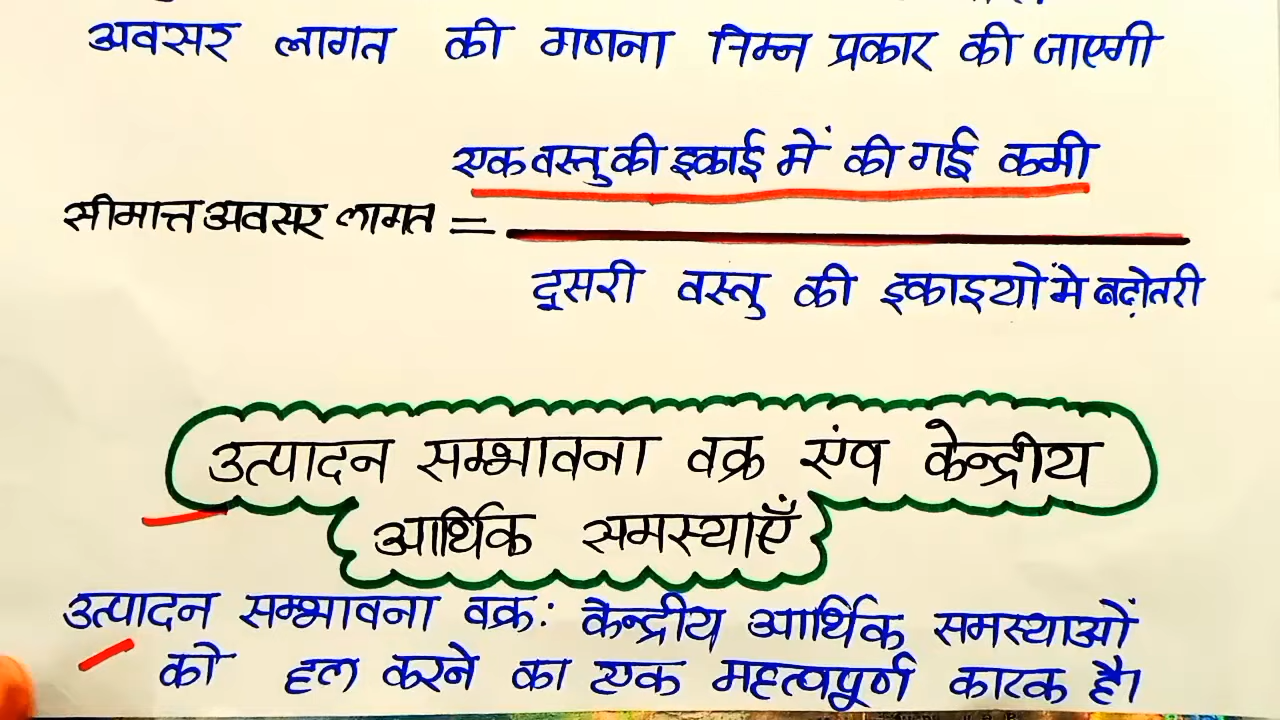 अवसर लागत की गणना निम्न प्रकार की जाएगी
एक वस्तु की इकाई में की गई कमी
सीमान्त अवसर लागत =
दूसरी वस्तु की इकाइयों मे बढ़ोतरी
उत्पादन सम्भावना वक्र एंव केन्द्रीय
आर्थिक समस्याएँ
उत्पादन सम्भावना वक्र: केन्द्रीय आर्थिक समस्याओं
को हल करने का एक महत्वपूर्ण कारक है।